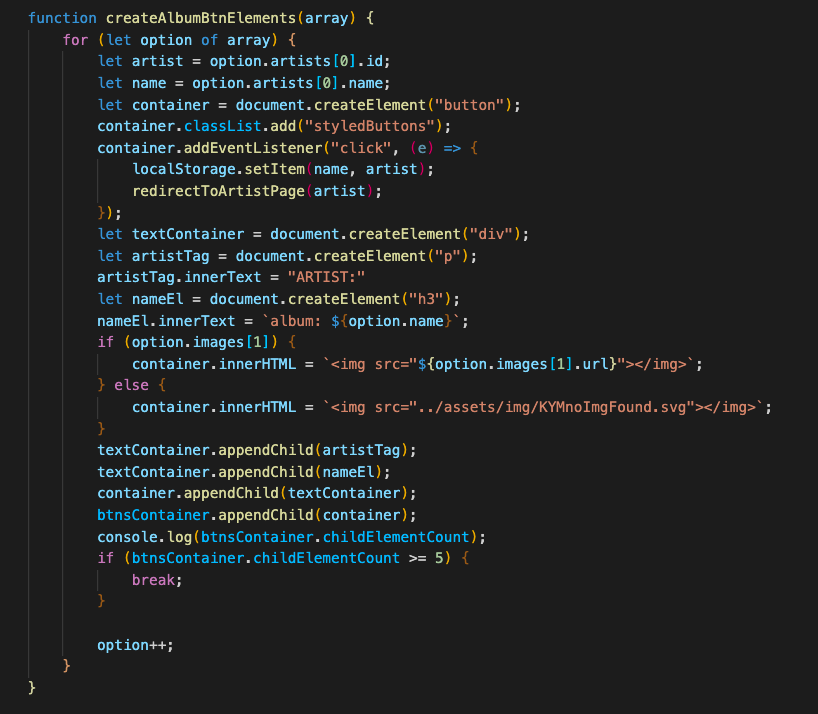 function createAlbumBtnElements(array) {
    for (let option of array) {
        let artist = option.artists[0].id;
        let name = option.artists[0].name;
        let container = document.createElement("button");
        container.classList.add("styledButtons");
        container.addEventListener("click", (e) => {
            localStorage.setItem(name, artist);
            redirectToArtistPage(artist);
        });
        let textContainer = document.createElement("div");
        let artistTag = document.createElement("p");
        artistTag.innerText = "ARTIST:"
        let nameEl = document.createElement("h3");
        nameEl.innerText = `album: ${option.name}`;
        if (option.images[1]) {
            container.innerHTML = `<img src="${option.images[1].url}"></img>`;
        } else {
            container.innerHTML = `<img src="../assets/img/KYMnoImgFound.svg"></img>`;
        }
        textContainer.appendChild(artistTag);
        textContainer.appendChild(nameEl);
        container.appendChild(textContainer);
        btnsContainer.appendChild(container);
        console.log(btnsContainer.childElementCount);
        if (btnsContainer.childElementCount >= 5) {
            break;
        }

        option++;
    }
}